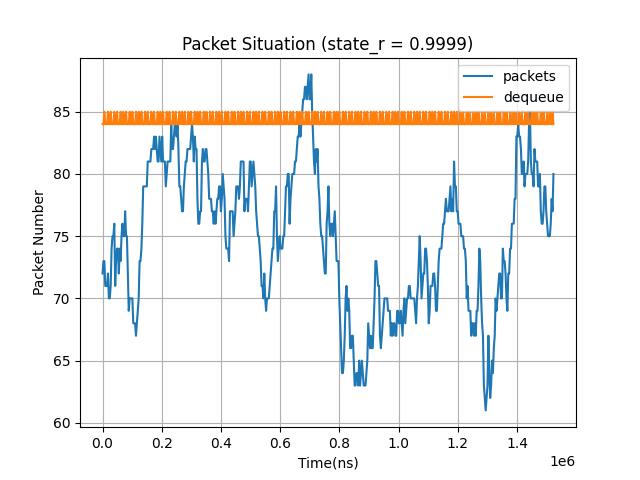 Packet Situation (state_r = 0.9999)
packets
dequeue
85
80
75
70
65
60
Packet Number
0.0 0.2 0.4 0.6 0.8 1.0 1.2 1.4
1e6
Time(ns)